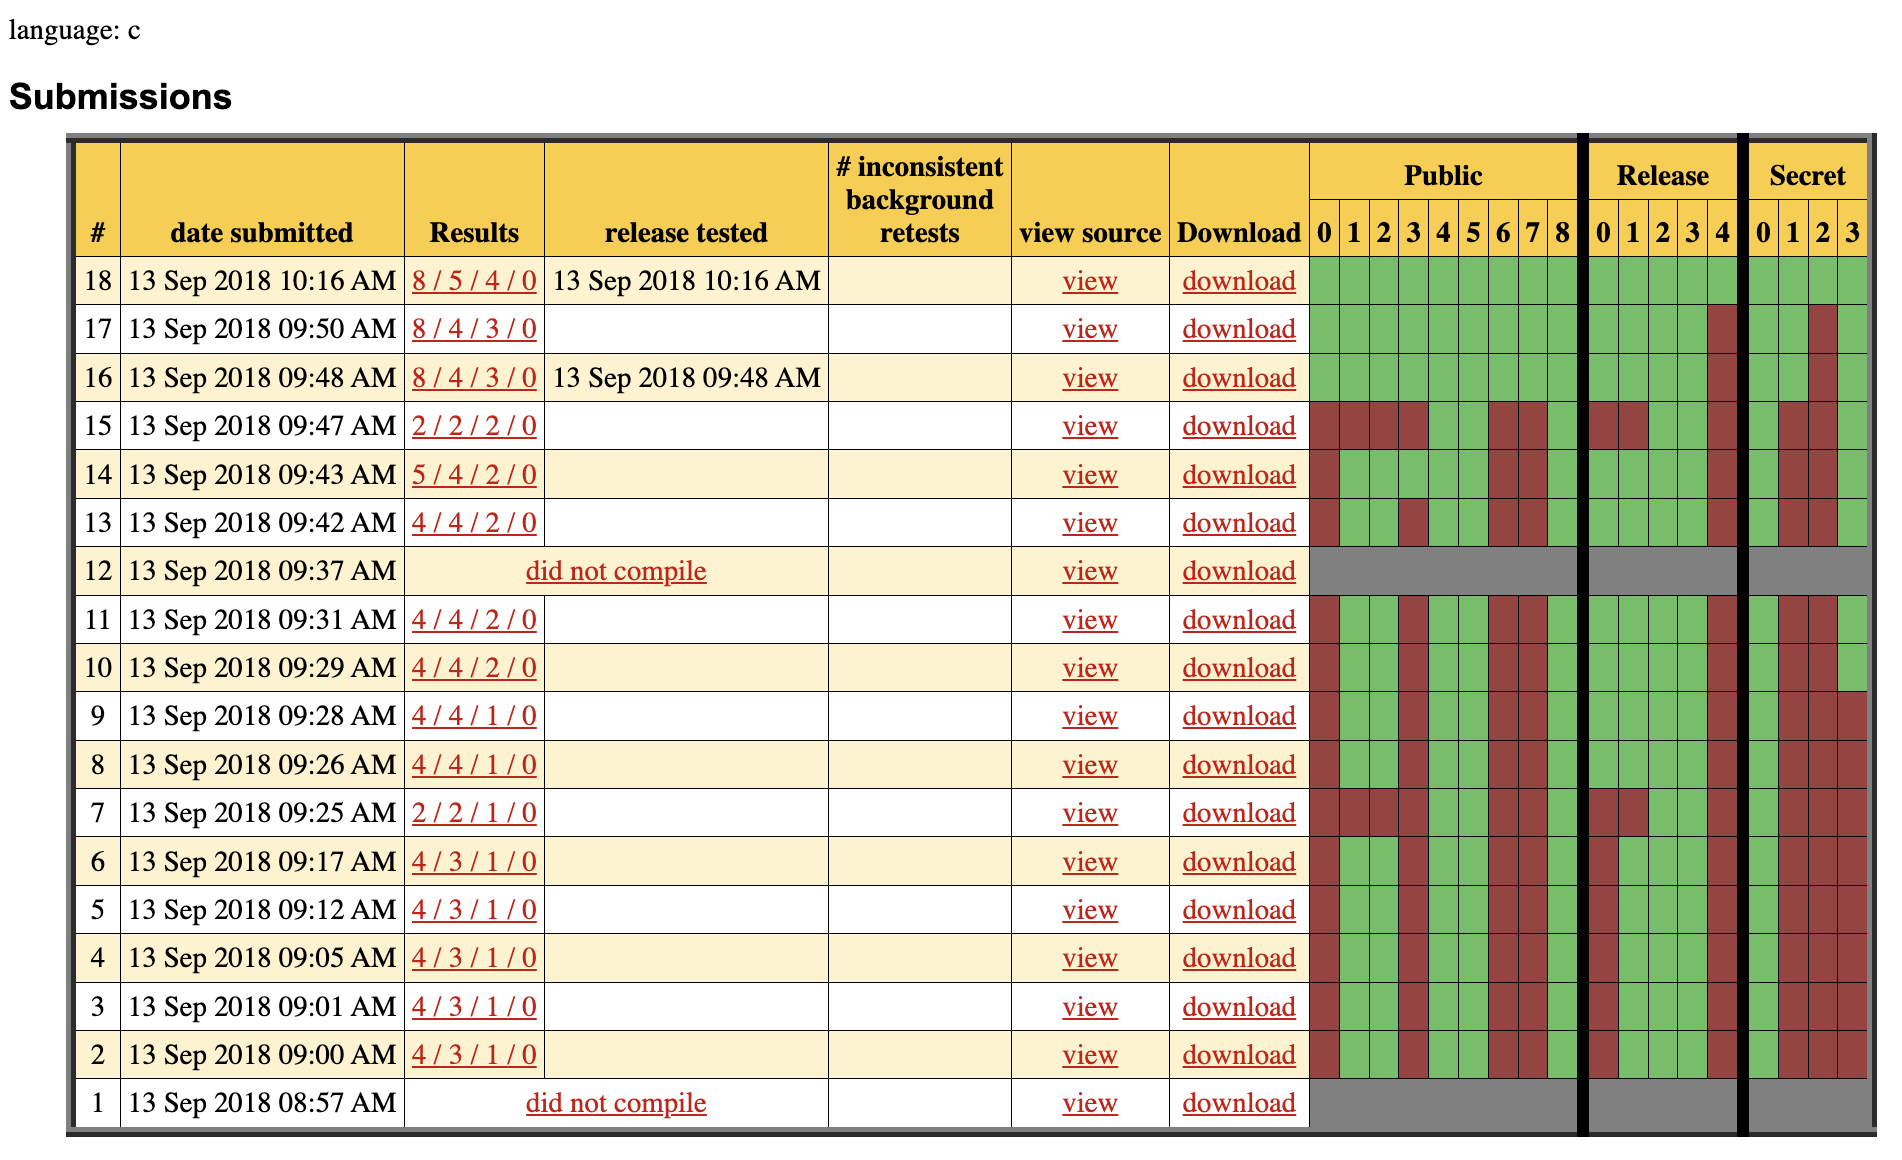 language: c
Submissions
# date submitted Results release tested # inconsistent background retests view source Download Public Release Secret
0 1 2 3 4 5 6 7 8 0 1 2 3 4 0 1 2 3
18 13 Sep 2018 10:16 AM 8 / 5 / 4 / 0 13 Sep 2018 10:16 AM view download
17 13 Sep 2018 09:50 AM 8 / 4 / 3 / 0 view download
16 13 Sep 2018 09:48 AM 8 / 4 / 3 / 0 13 Sep 2018 09:48 AM view download
15 13 Sep 2018 09:47 AM 2 / 2 / 2 / 0 view download
14 13 Sep 2018 09:43 AM 5 / 4 / 2 / 0 view download
13 13 Sep 2018 09:42 AM 4 / 4 / 2 / 0 view download
12 13 Sep 2018 09:37 AM did not compile view download
11 13 Sep 2018 09:31 AM 4 / 4 / 2 / 0 view download
10 13 Sep 2018 09:29 AM 4 / 4 / 2 / 0 view download
9 13 Sep 2018 09:28 AM 4 / 4 / 1 / 0 view download
8 13 Sep 2018 09:26 AM 4 / 4 / 1 / 0 view download
7 13 Sep 2018 09:25 AM 2 / 2 / 1 / 0 view download
6 13 Sep 2018 09:17 AM 4 / 3 / 1 / 0 view download
5 13 Sep 2018 09:12 AM 4 / 3 / 1 / 0 view download
4 13 Sep 2018 09:05 AM 4 / 3 / 1 / 0 view download
3 13 Sep 2018 09:01 AM 4 / 3 / 1 / 0 view download
2 13 Sep 2018 09:00 AM 4 / 3 / 1 / 0 view download
1 13 Sep 2018 08:57 AM did not compile view download